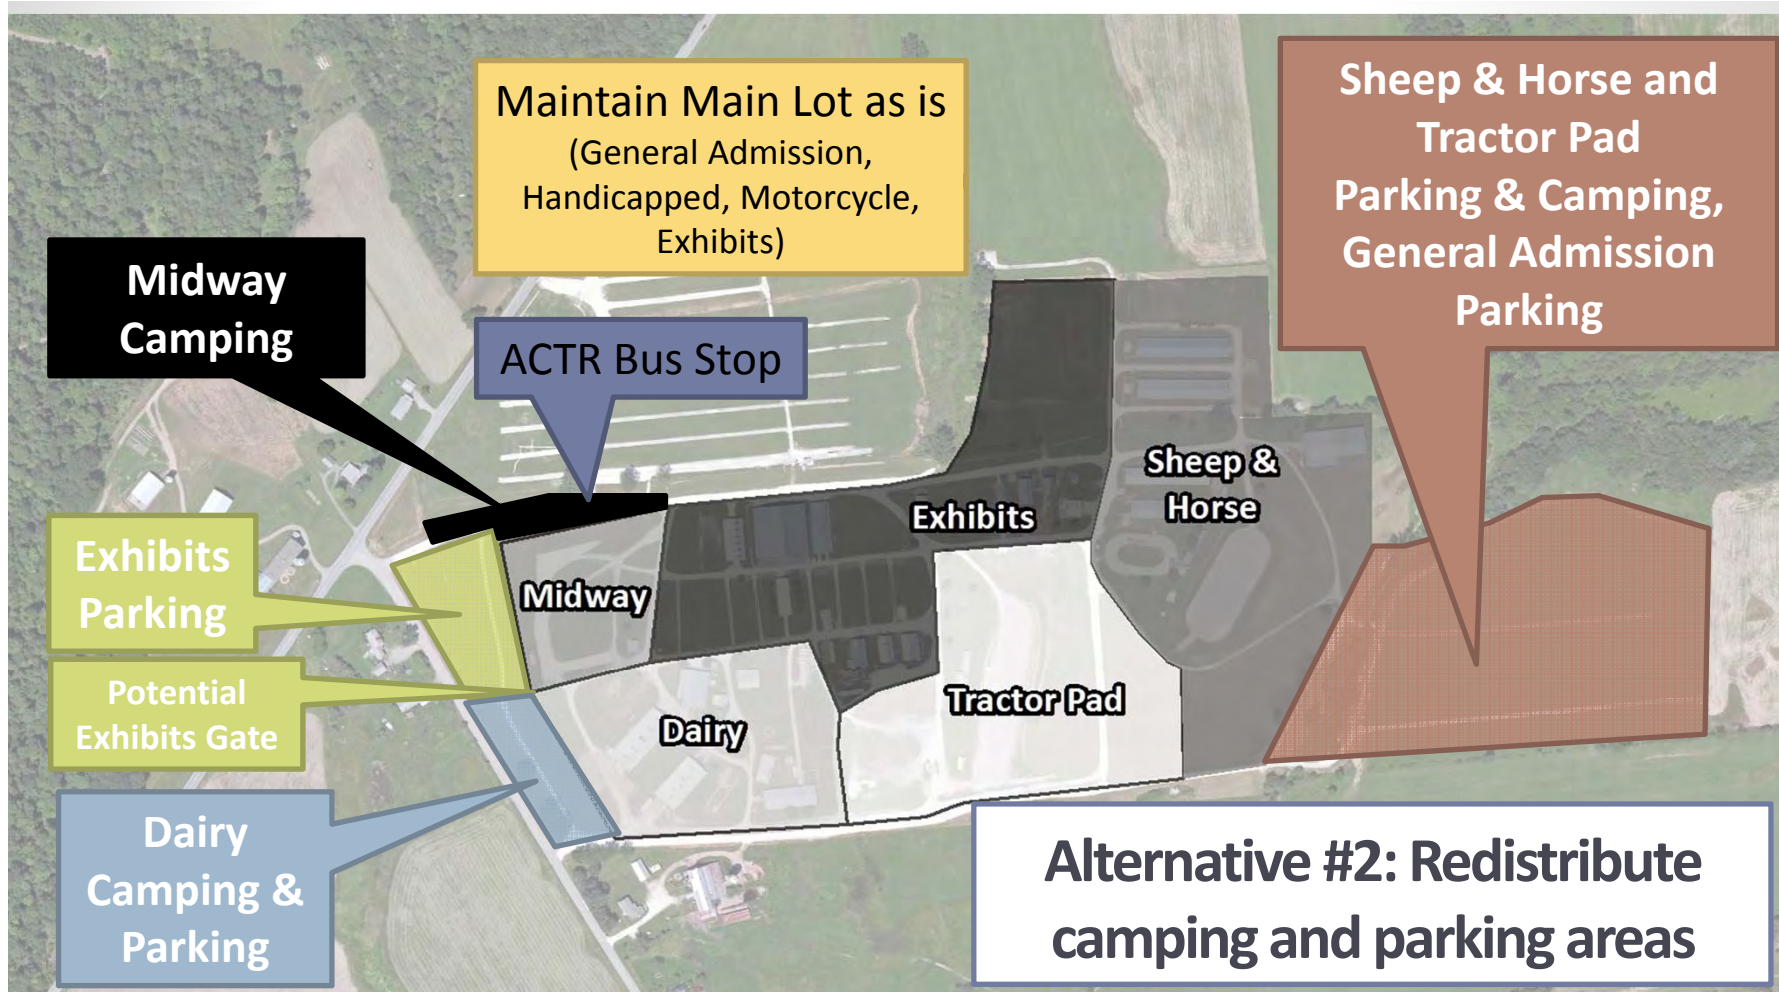 Maintain Main Lot as is
(General Admission,
Handicapped, Motorcycle,
Exhibits)
Sheep & Horse and
Tractor Pad
Parking & Camping,
General Admission
Parking
Midway
Camping
ACTR Bus Stop
Sheep &
Horse
Exhibits
Exhibits
Parking
Midway
Potential
Exhibits Gate
Tractor Pad
Dairy
Dairy
Camping &
Parking
Alternative #2: Redistribute
camping and parking areas